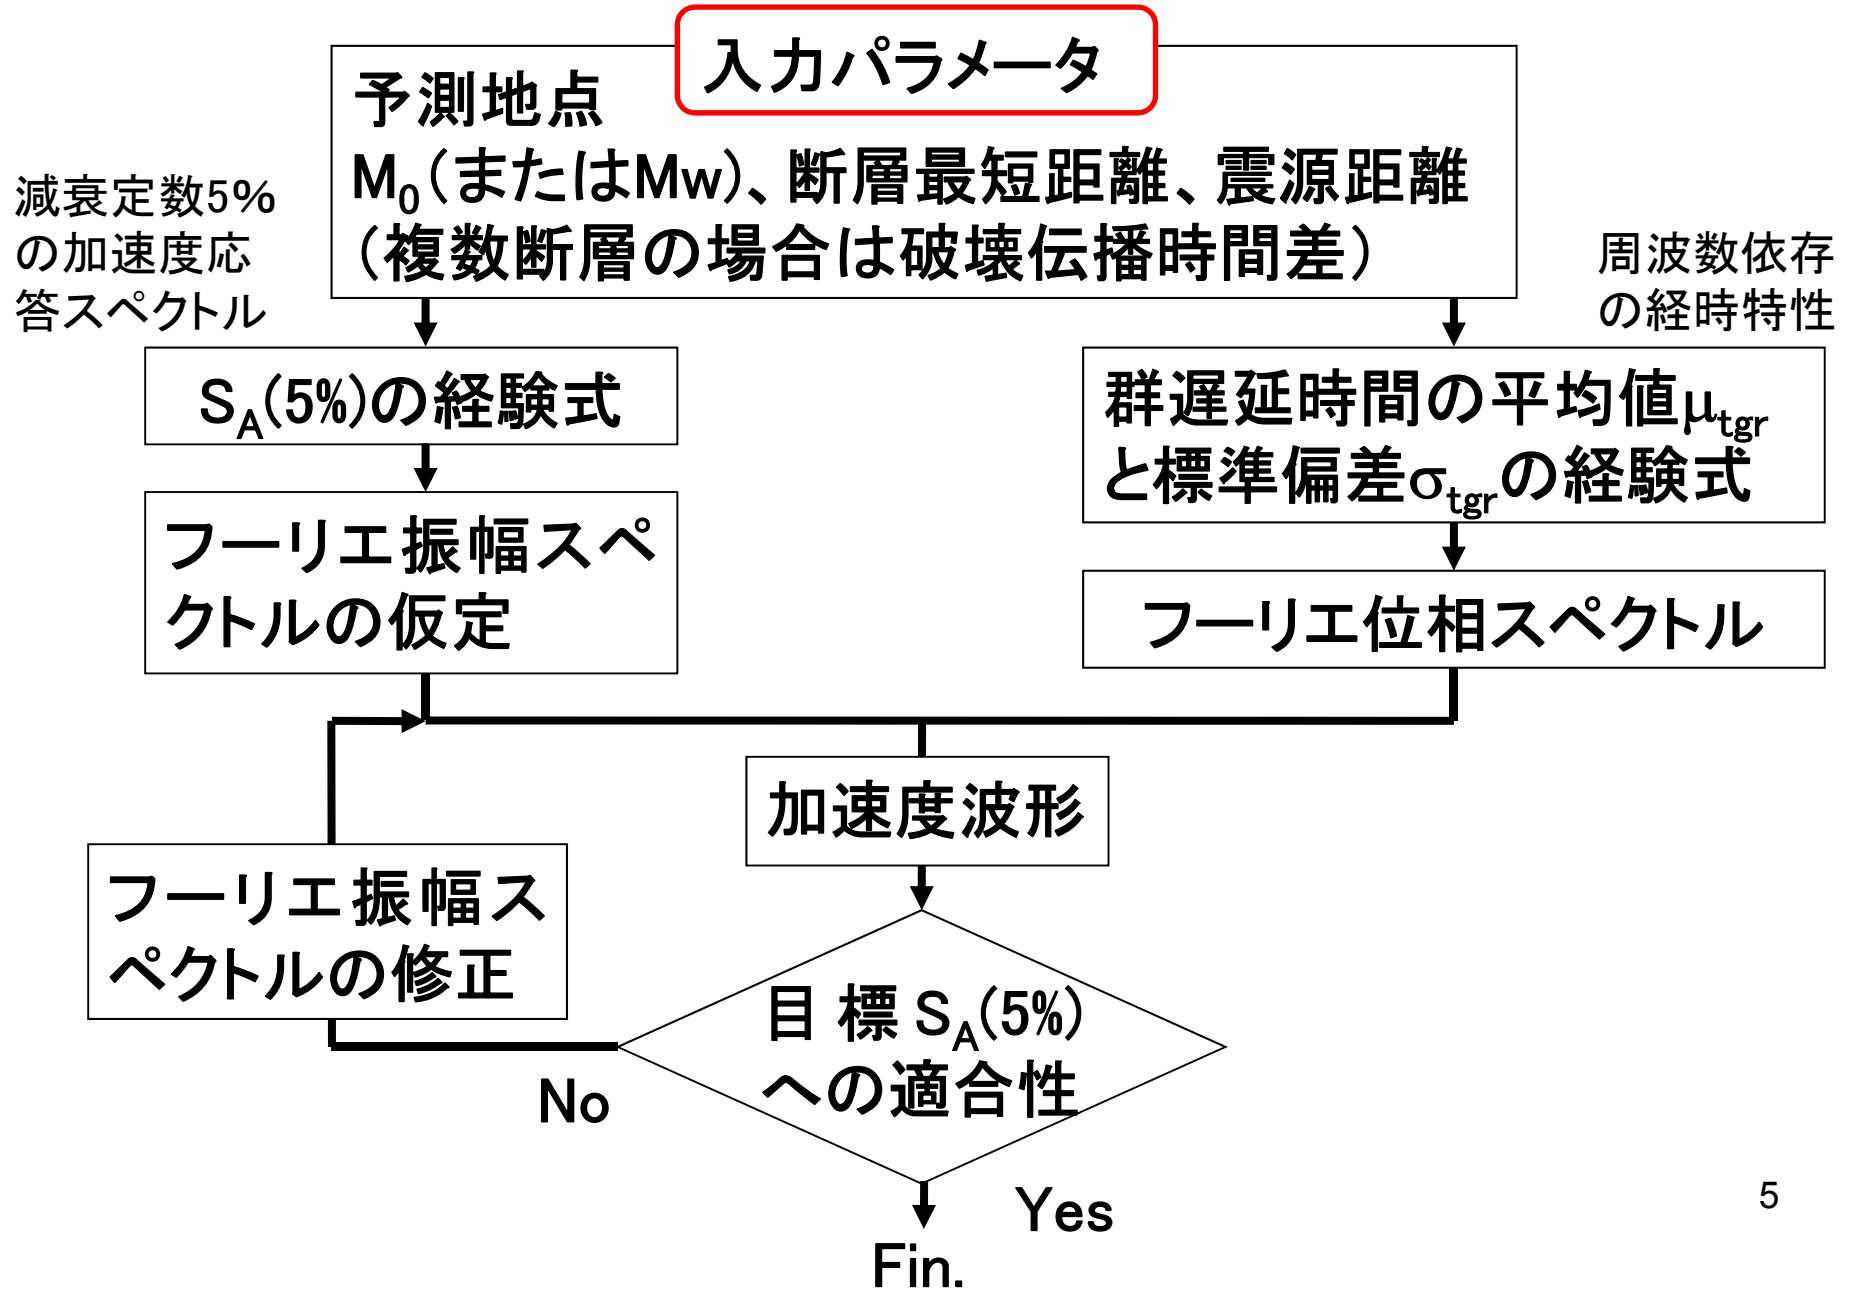 入力パラメータ
予測地点
M0(またはMw)、断層最短距離、震源距離
(複数断層の場合は破壊伝播時間差)
減衰定数5%
の加速度応
答スペクトル
周波数依存
の経時特性
SA(5%)の経験式
群遅延時間の平均値μtgr
と標準偏差σtgrの経験式
フーリエ振幅スペ
クトルの仮定
フーリエ位相スペクトル
加速度波形
フーリエ振幅ス
ペクトルの修正
目標SA(5%)
への適合性
No
Yes
Fin.
5